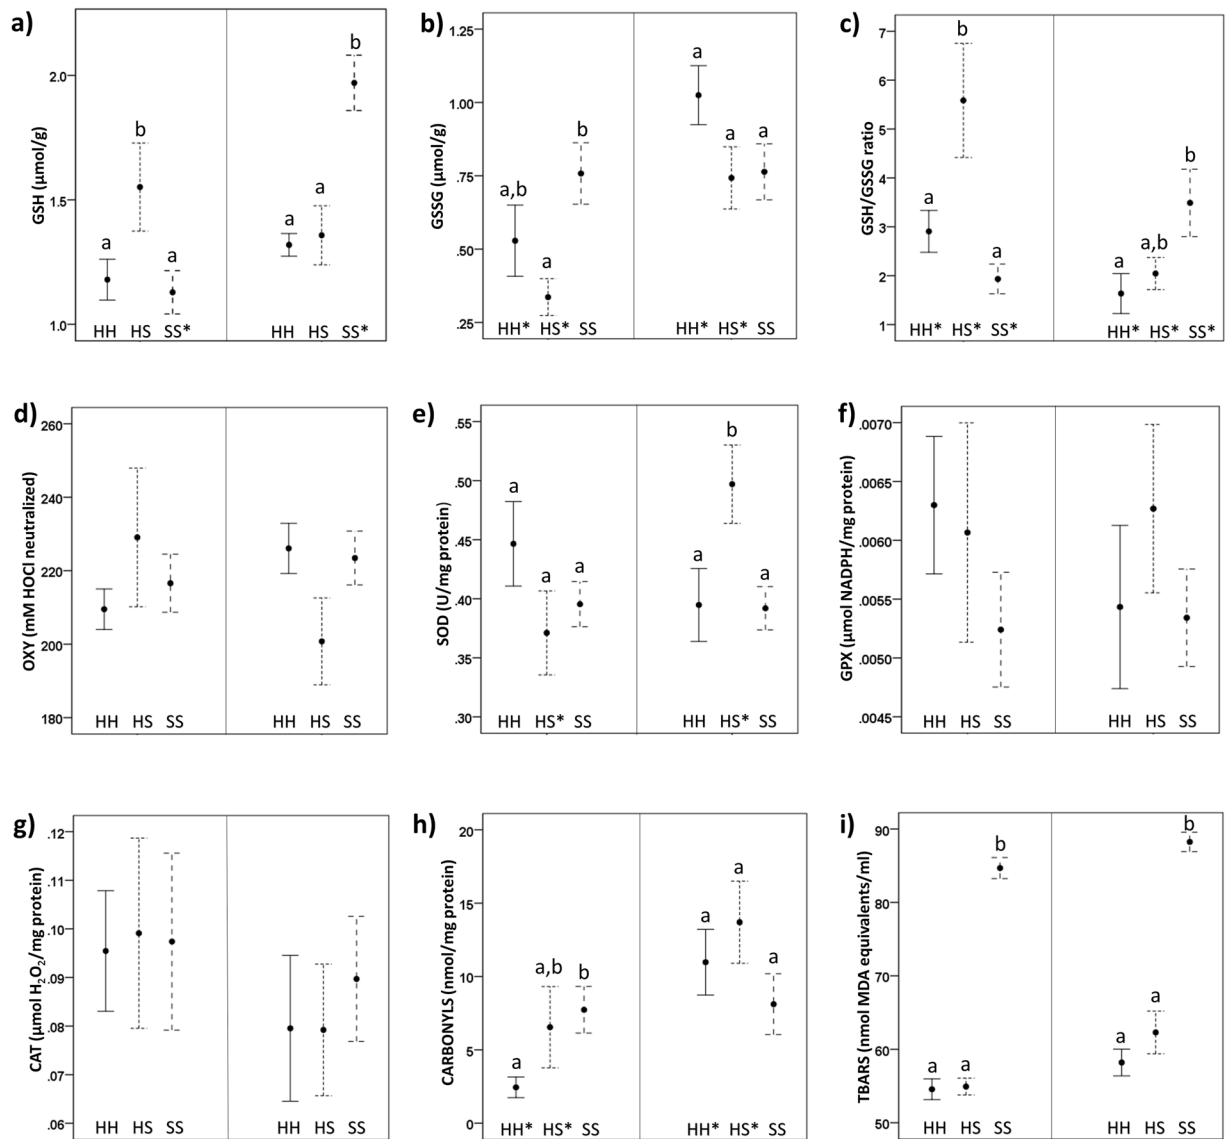 a)
GSH (µmol/g)
2.0
1.5
1.0
a
b
a
a
a
b
HH HS SS* HH HS SS*
b)
GSSG (µmol/g)
1.25
1.00
.75
.50
.25
a,b
a
b
a
a
a
HH* HS* SS HH* HS* SS
c)
GSH/GSSG ratio
7
6
5
4
3
2
1
a
b
a
a
a,b
b
HH* HS* SS* HH* HS* SS*
d)
OXY (mM HOCl neutralized)
260
240
220
200
180
HH HS SS HH HS SS
e)
SOD (U/mg protein)
.55
.50
.45
.40
.35
.30
a
a
a
a
b
a
HH HS* SS HH HS* SS
f)
GPX (µmol NADPH/mg protein)
.0070
.0065
.0060
.0055
.0050
.0045
HH HS SS HH HS SS
g)
CAT (µmol H₂O₂/mg protein)
.12
.11
.10
.09
.08
.07
.06
HH HS SS HH HS SS
h)
CARBONYLS (nmol/mg protein)
20
15
10
5
0
a
a,b
b
a
a
a
HH* HS* SS HH* HS* SS
i)
TBARS (nmol MDA equivalents/ml)
90
80
70
60
50
a
a
b
a
a
b
HH HS SS HH HS SS